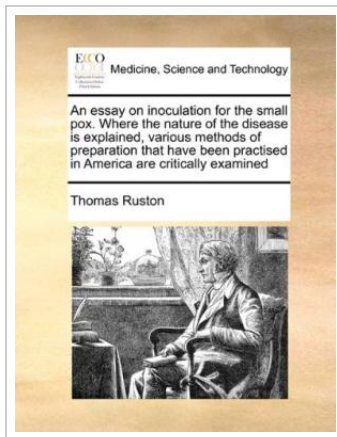 ECCO
Medicine, Science and Technology
An essay on inoculation for the small
pox. Where the nature of the disease
is explained, various methods of
preparation that have been practised
in America are critically examined
Thomas Ruston